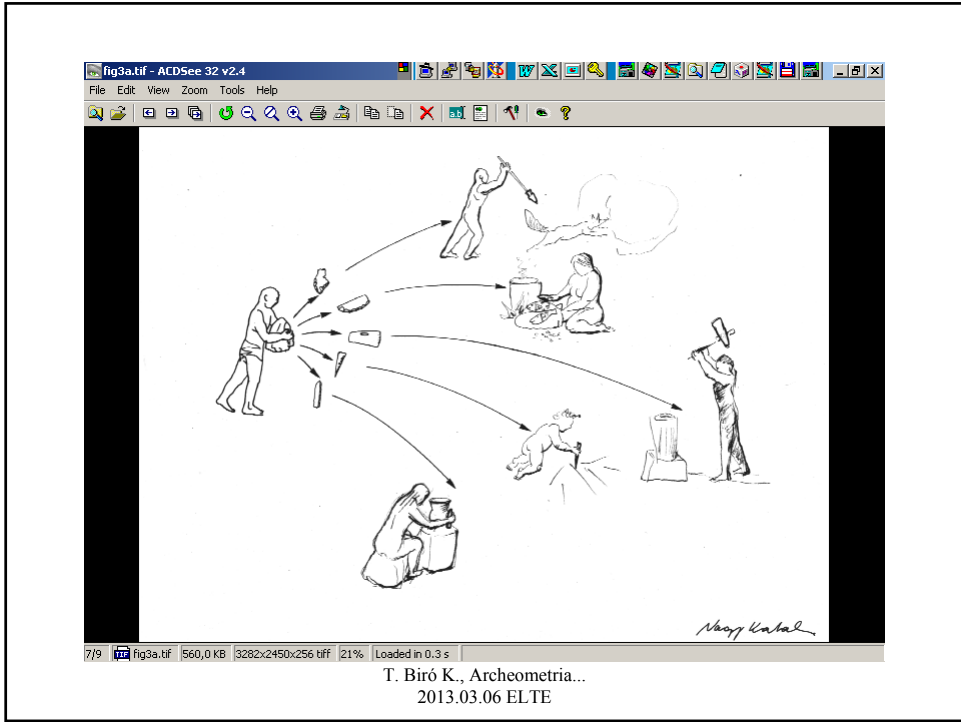 fig3a.tif - ACDSee 32 v2.4
File Edit View Zoom Tools Help
7/9 fig3a.tif 560,0 KB 3282x2450x256 tiff 21% Loaded in 0.3 s
T. Biró K., Archeometria...
2013.03.06 ELTE